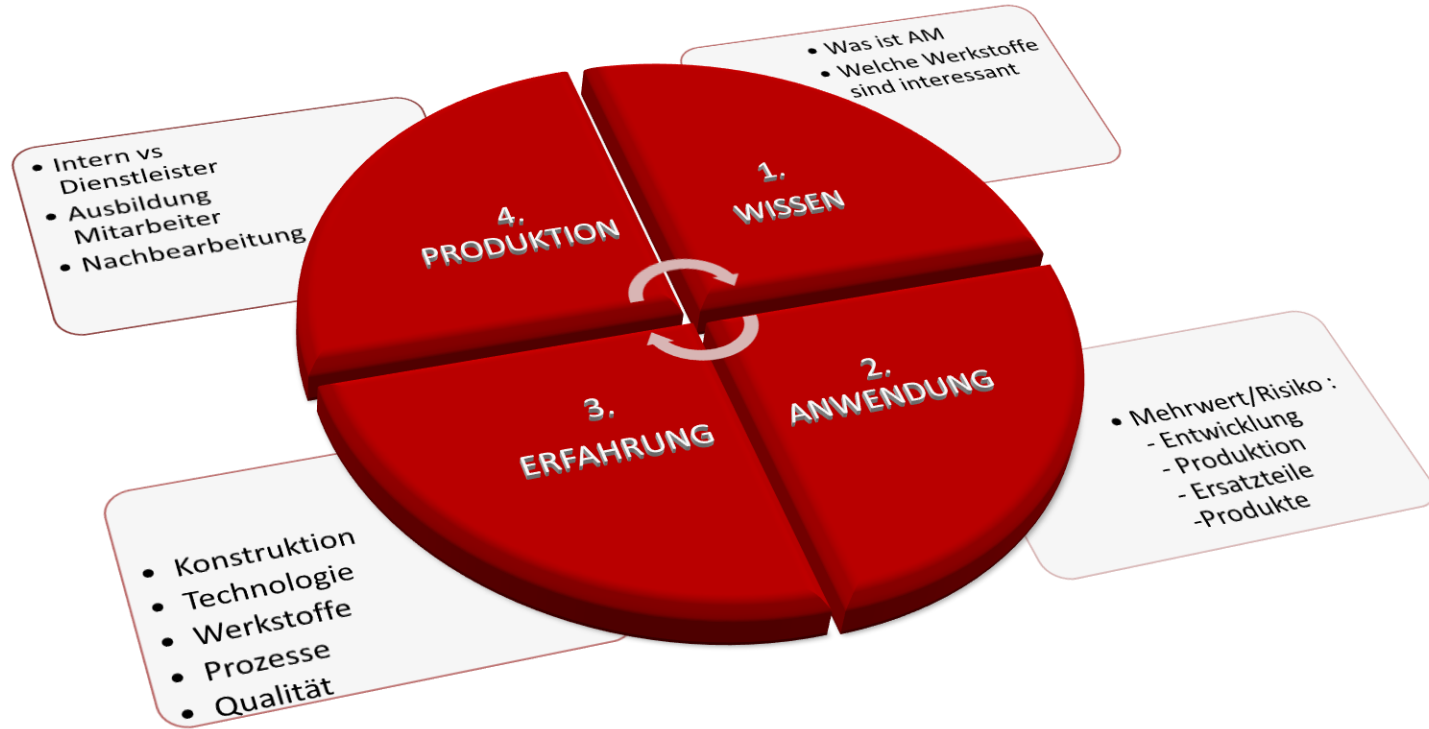 • Was ist AM
• Welche Werkstoffe
sind interessant
1.
WISSEN
2.
ANWENDUNG
• Mehrwert/Risiko :
- Entwicklung
- Produktion
- Ersatzteile
-Produkte
3.
ERFAHRUNG
• Konstruktion
• Technologie
• Werkstoffe
• Prozesse
• Qualität
4.
PRODUKTION
• Intern vs
Dienstleister
• Ausbildung
Mitarbeiter
• Nachbearbeitung